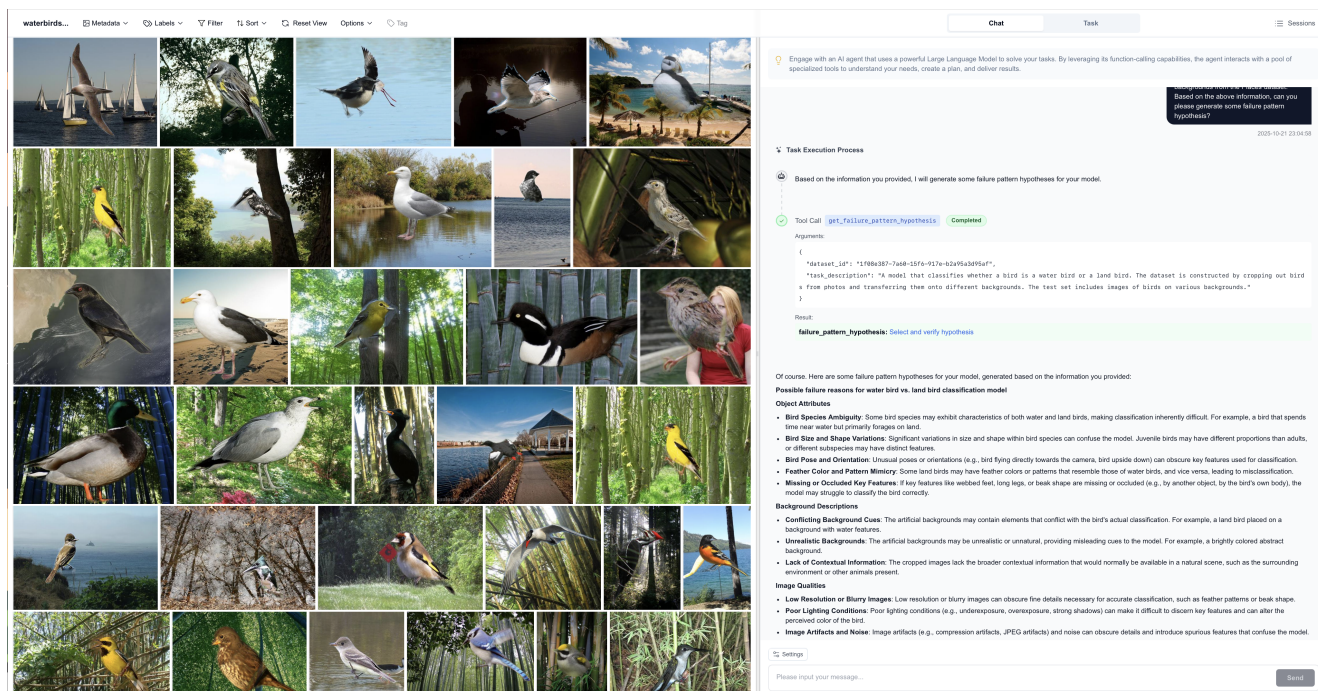 waterbirds...
Metadata
Labels
Filter
Sort
Reset View
Options
Tag
Chat
Task
Sessions
Engage with an AI agent that uses a powerful Large Language Model to solve your tasks. By leveraging its function-calling capabilities, the agent interacts with a pool of
specialized tools to understand your needs, create a plan, and deliver results.
Based on the above information, can you
please generate some failure pattern
hypothesis?
2025-10-21 23:04:58
Task Execution Process
Based on the information you provided, I will generate some failure pattern hypotheses for your model.
Tool Call get_failure_pattern_hypothesis Completed
Arguments:
{
"dataset_id": "1f08e387-7a60-15f6-917e-b2a95a3d95af",
"task_description": "A model that classifies whether a bird is a water bird or a land bird. The dataset is constructed by cropping out bird
s from photos and transferring them onto different backgrounds. The test set includes images of birds on various backgrounds."
}
Result:
failure_pattern_hypothesis: Select and verify hypothesis
Of course. Here are some failure pattern hypotheses for your model, generated based on the information you provided:
Possible failure reasons for water bird vs. land bird classification model
Object Attributes
• Bird Species Ambiguity: Some bird species may exhibit characteristics of both water and land birds, making classification inherently difficult. For example, a bird that spends
time near water but primarily forages on land.
• Bird Size and Shape Variations: Significant variations in size and shape within bird species can confuse the model. Juvenile birds may have different proportions than adults,
or different subspecies may have distinct features.
• Bird Pose and Orientation: Unusual poses or orientations (e.g., bird flying directly towards the camera, bird upside down) can obscure key features used for classification.
• Feather Color and Pattern Mimicry: Some land birds may have feather colors or patterns that resemble those of water birds, and vice versa, leading to misclassification.
• Missing or Occluded Key Features: If key features like webbed feet, long legs, or beak shape are missing or occluded (e.g., by another object, by the bird's own body), the
model may struggle to classify the bird correctly.
Background Descriptions
• Conflicting Background Cues: The artificial backgrounds may contain elements that conflict with the bird's actual classification. For example, a land bird placed on a
background with water features.
• Unrealistic Backgrounds: The artificial backgrounds may be unrealistic or unnatural, providing misleading cues to the model. For example, a brightly colored abstract
background.
• Lack of Contextual Information: The cropped images lack the broader contextual information that would normally be available in a natural scene, such as the surrounding
environment or other animals present.
Image Qualities
• Low Resolution or Blurry Images: Low resolution or blurry images can obscure fine details necessary for accurate classification, such as feather patterns or beak shape.
• Poor Lighting Conditions: Poor lighting conditions (e.g., underexposure, overexposure, strong shadows) can make it difficult to discern key features and can alter the
perceived color of the bird.
• Image Artifacts and Noise: Image artifacts (e.g., compression artifacts, JPEG artifacts) and noise can obscure details and introduce spurious features that confuse the model.
Settings
Please input your message...
Send